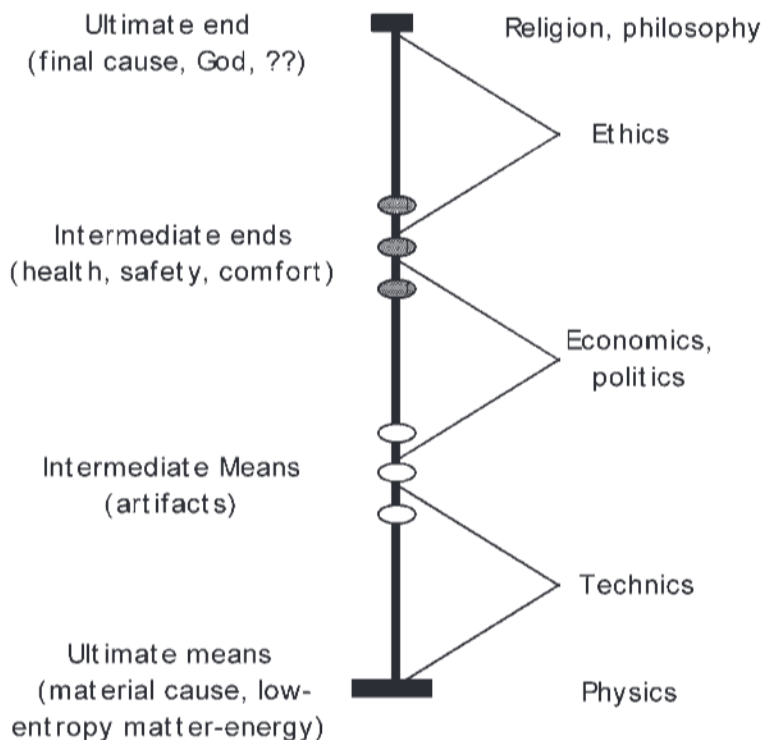 Ultimate end
(final cause, God, ??)
Religion, philosophy
Ethics
Intermediate ends
(health, safety, comfort)
Economics,
politics
Intermediate Means
(artifacts)
Technics
Ultimate means
(material cause, low-
entropy matter-energy)
Physics